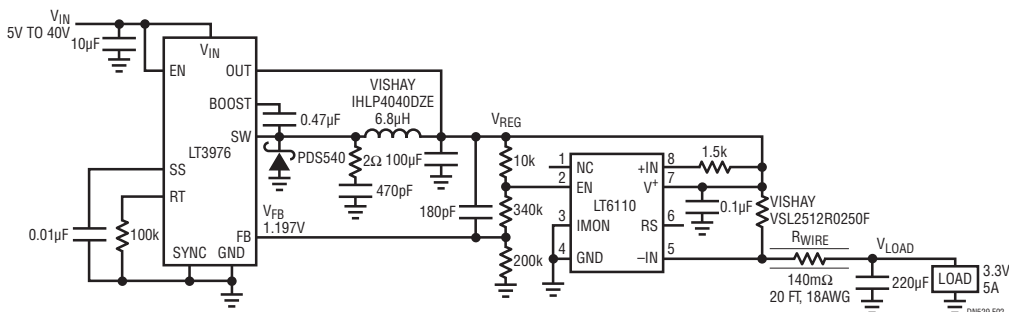 VIN
5V TO 40V
10µF
VIN
EN
OUT
BOOST
SW
LT3976
SS
RT
SYNC
GND
FB
0.01µF
100k
0.47µF
PDS540
VISHAY
IHLP4040DZE
6.8µH
2Ω
470pF
100µF
VFB
1.197V
180pF
VREG
10k
340k
200k
1
NC
2
EN
LT6110
3
IMON
4
GND
+IN
8
V+
7
RS
6
–IN
5
1.5k
0.1µF
VISHAY
VSL2512R0250F
RWIRE
140mΩ
20 FT, 18AWG
VLOAD
220µF
LOAD
3.3V
5A
DN529 F02